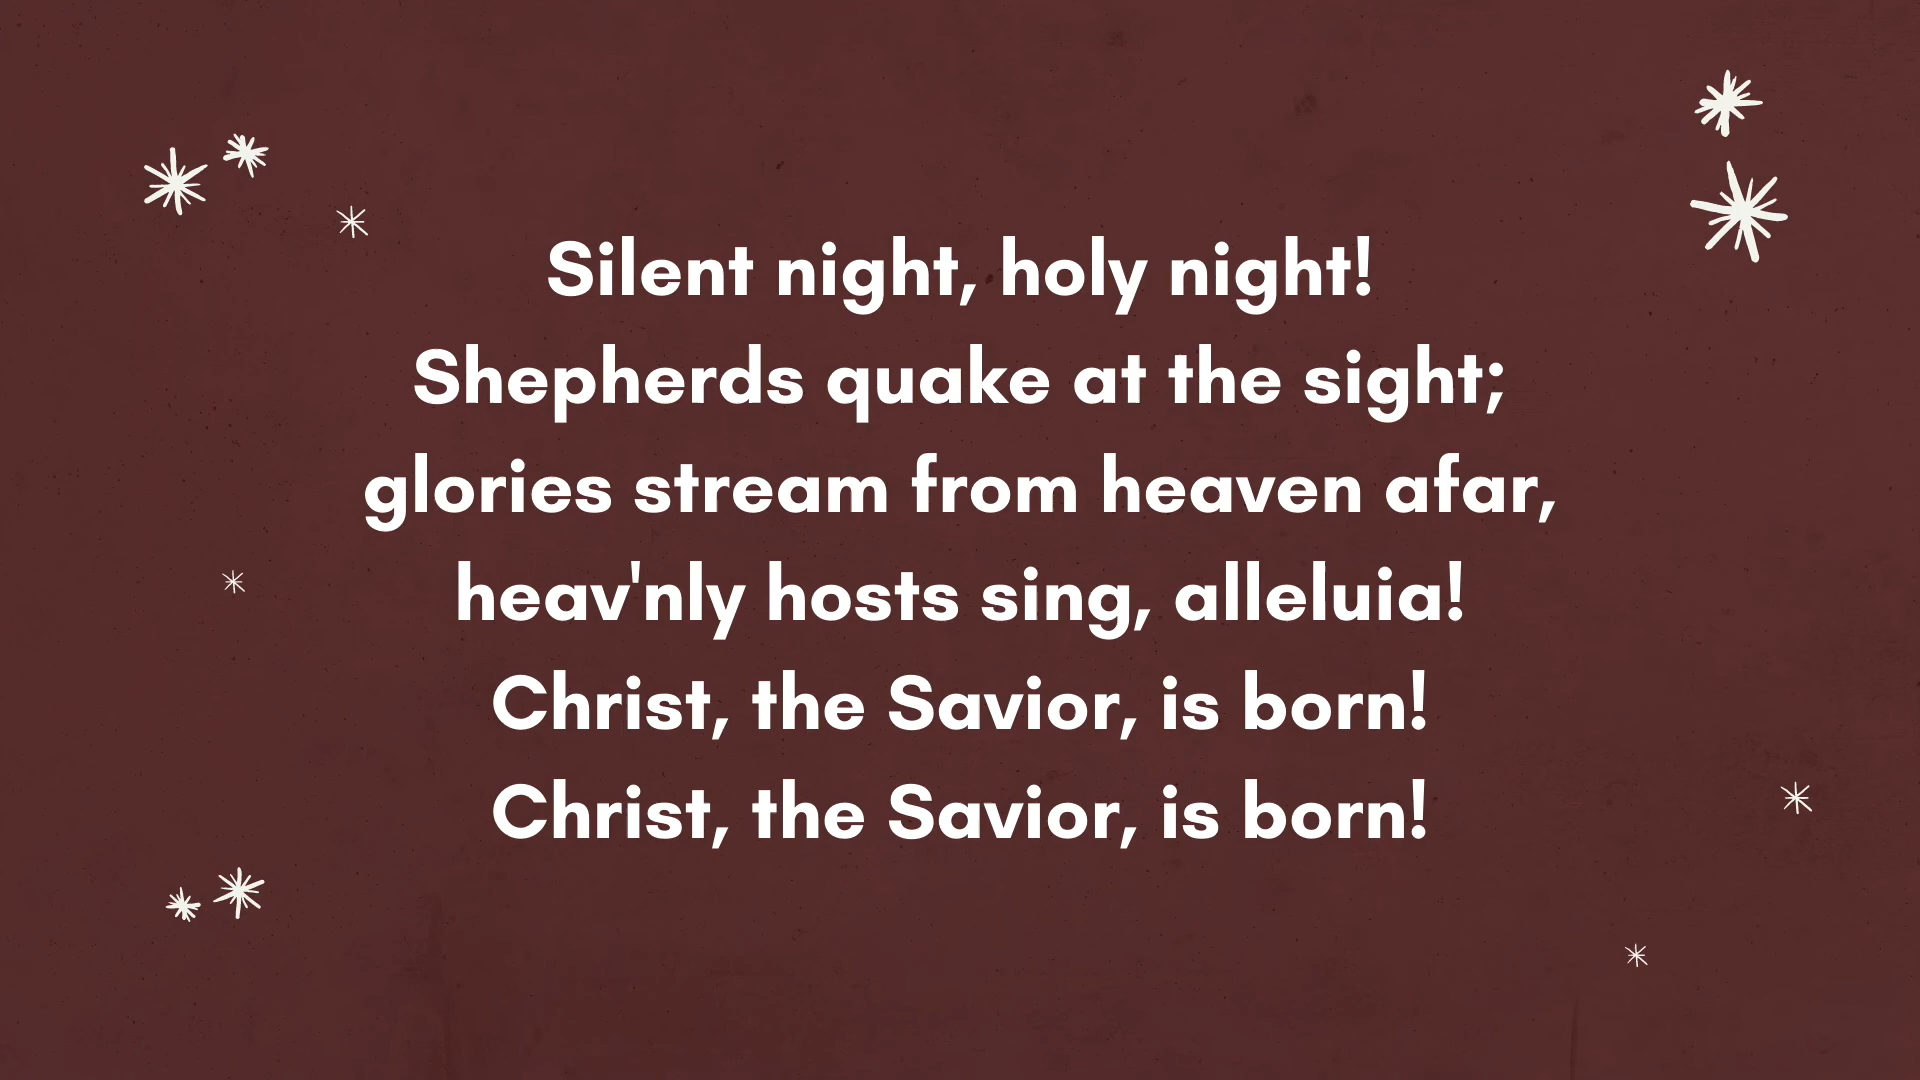 Silent night, holy night!
Shepherds quake at the sight;
glories stream from heaven afar,
heav'nly hosts sing, alleluia!
Christ, the Savior, is born!
Christ, the Savior, is born!